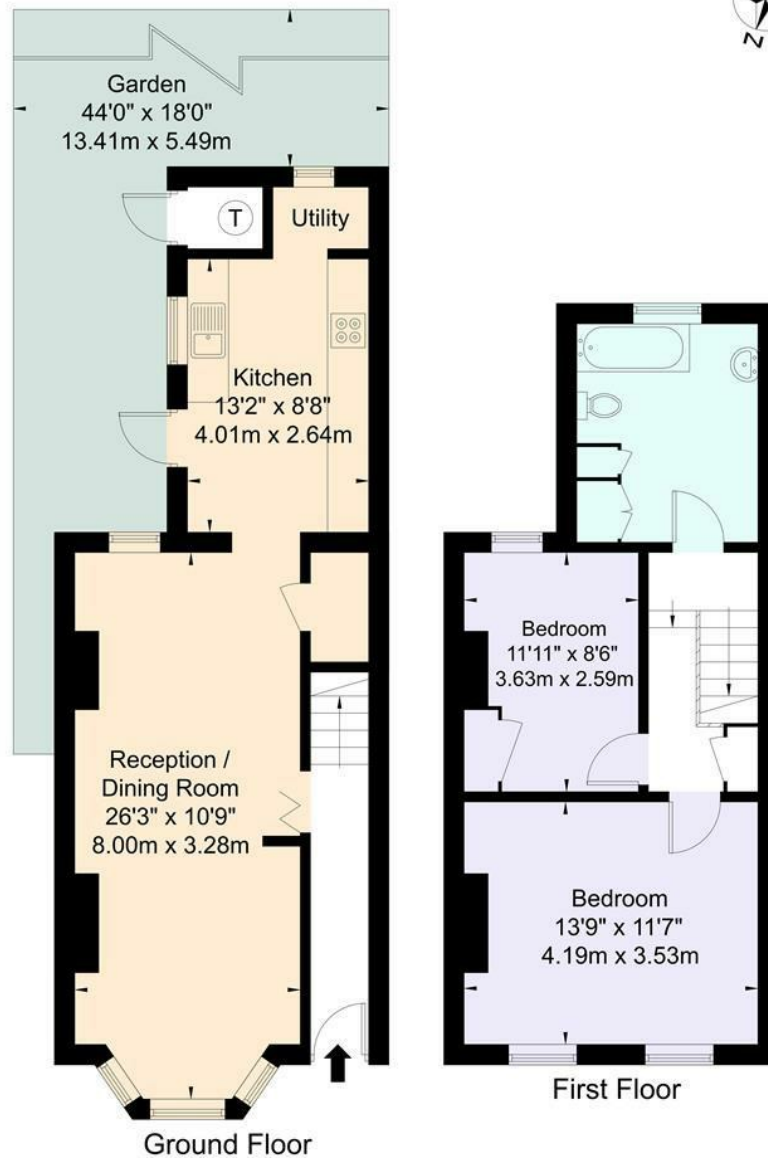 N
Garden
44'0" x 18'0"
13.41m x 5.49m
T
Utility
Kitchen
13'2" x 8'8"
4.01m x 2.64m
Reception /
Dining Room
26'3" x 10'9"
8.00m x 3.28m
Ground Floor
Bedroom
11'11" x 8'6"
3.63m x 2.59m
Bedroom
13'9" x 11'7"
4.19m x 3.53m
First Floor